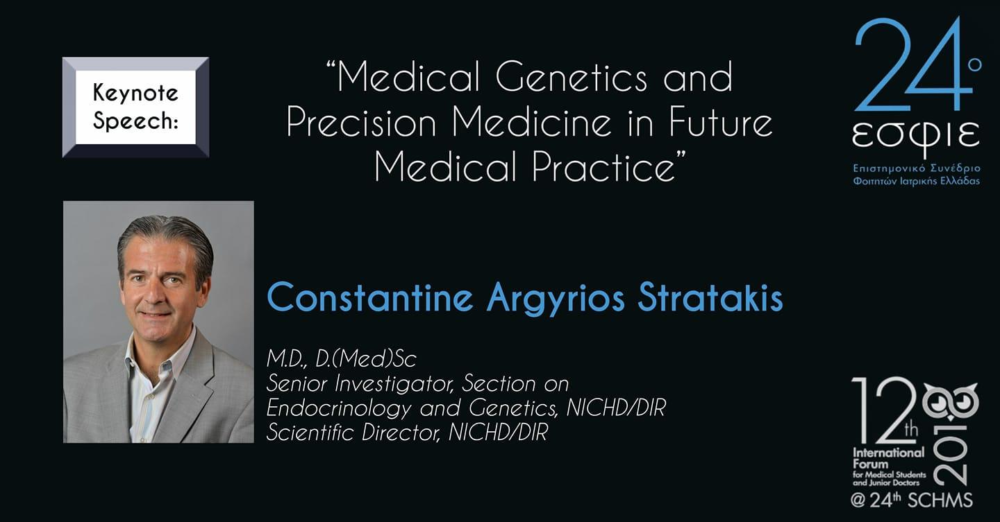 Keynote
Speech:
“Medical Genetics and
Precision Medicine in Future
Medical Practice”
24ο
εσφιε
Επιστημονικό Συνέδριο
Φοιτητών Ιατρικής Ελλάδας
Constantine Argyrios Stratakis
M.D., D.(Med)Sc
Senior Investigator, Section on
Endocrinology and Genetics, NICHD/DIR
Scientific Director, NICHD/DIR
12th
International
Forum
for Medical Students
and Junior Doctors
2018
@ 24th SCHMS